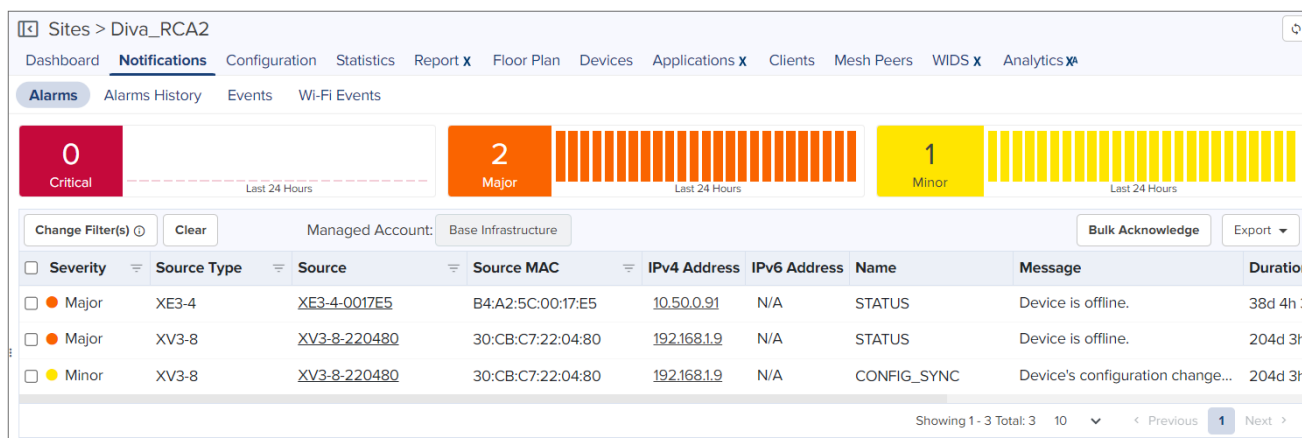 Sites > Diva_RCA2
Dashboard Notifications Configuration Statistics Report X Floor Plan Devices Applications X Clients Mesh Peers WIDS X Analytics XA
Alarms Alarms History Events Wi-Fi Events
0 2 1
Critical Last 24 Hours Major Last 24 Hours Minor Last 24 Hours
Change Filter(s) Clear Managed Account: Base Infrastructure Bulk Acknowledge Export
Severity Source Type Source Source MAC IPv4 Address IPv6 Address Name Message Duration
Major XE3-4 XE3-4-0017E5 B4:A2:5C:00:17:E5 10.50.0.91 N/A STATUS Device is offline. 38d 4h
Major XV3-8 XV3-8-220480 30:CB:C7:22:04:80 192.168.1.9 N/A STATUS Device is offline. 204d 3h
Minor XV3-8 XV3-8-220480 30:CB:C7:22:04:80 192.168.1.9 N/A CONFIG_SYNC Device's configuration change... 204d 3h
Showing 1 - 3 Total: 3 10 < Previous 1 Next >